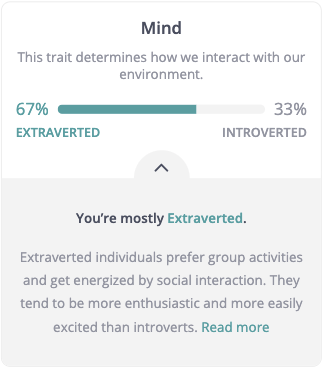 Mind
This trait determines how we interact with our
environment.
67% 33%
EXTRAVERTED INTROVERTED
You're mostly Extraverted.
Extraverted individuals prefer group activities
and get energized by social interaction. They
tend to be more enthusiastic and more easily
excited than introverts. Read more